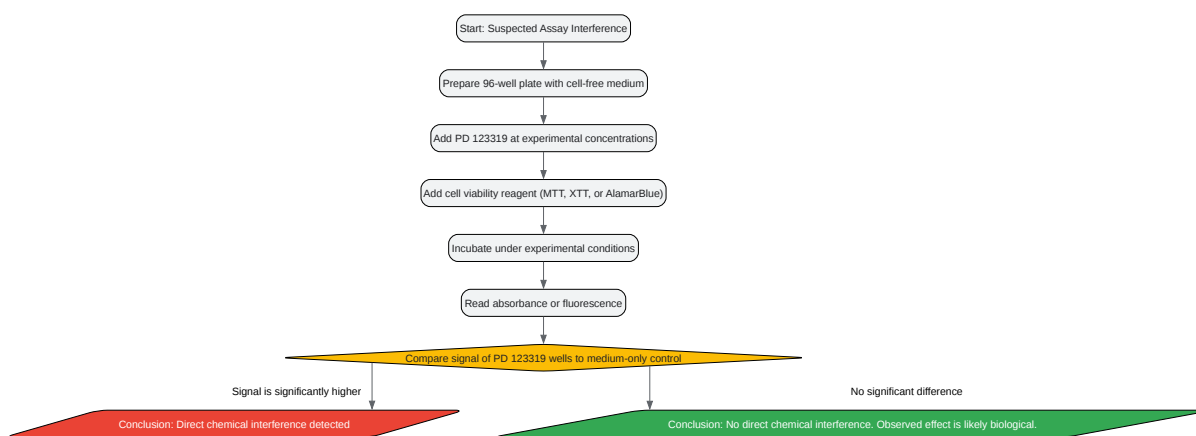 Start: Suspected Assay Interference
Prepare 96-well plate with cell-free medium
Add PD 123319 at experimental concentrations
Add cell viability reagent (MTT, XTT, or AlamarBlue)
Incubate under experimental conditions
Read absorbance or fluorescence
Compare signal of PD 123319 wells to medium-only control
Signal is significantly higher
No significant difference
Conclusion: Direct chemical interference detected
Conclusion: No direct chemical interference. Observed effect is likely biological.